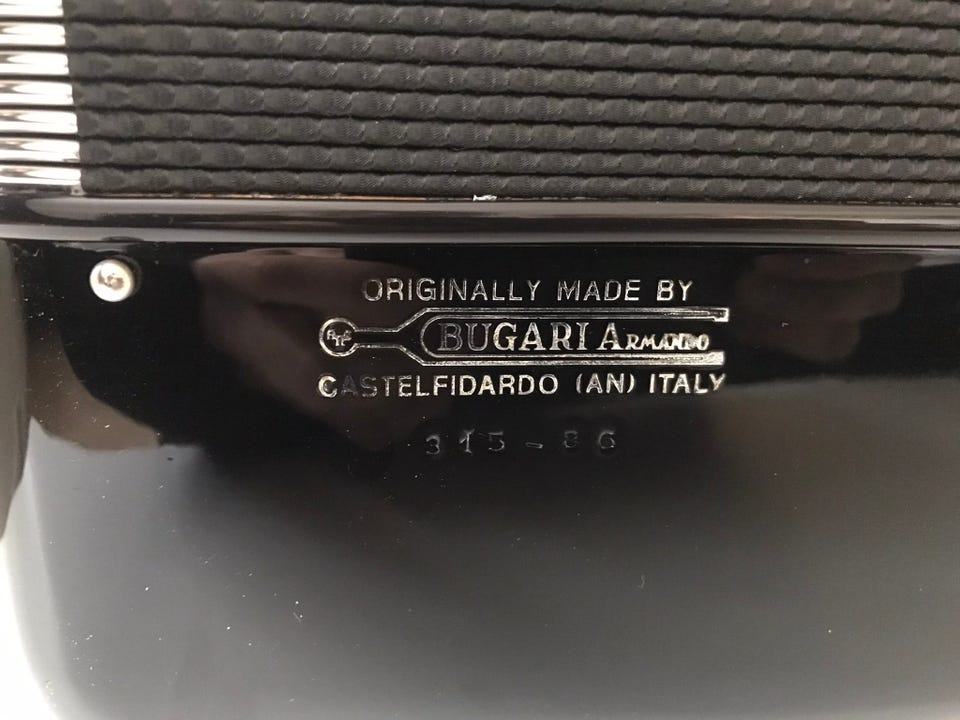 ORIGINALLY MADE BY
BUGARI ARMANDO
CASTELFIDARDO (AN) ITALY
315-86